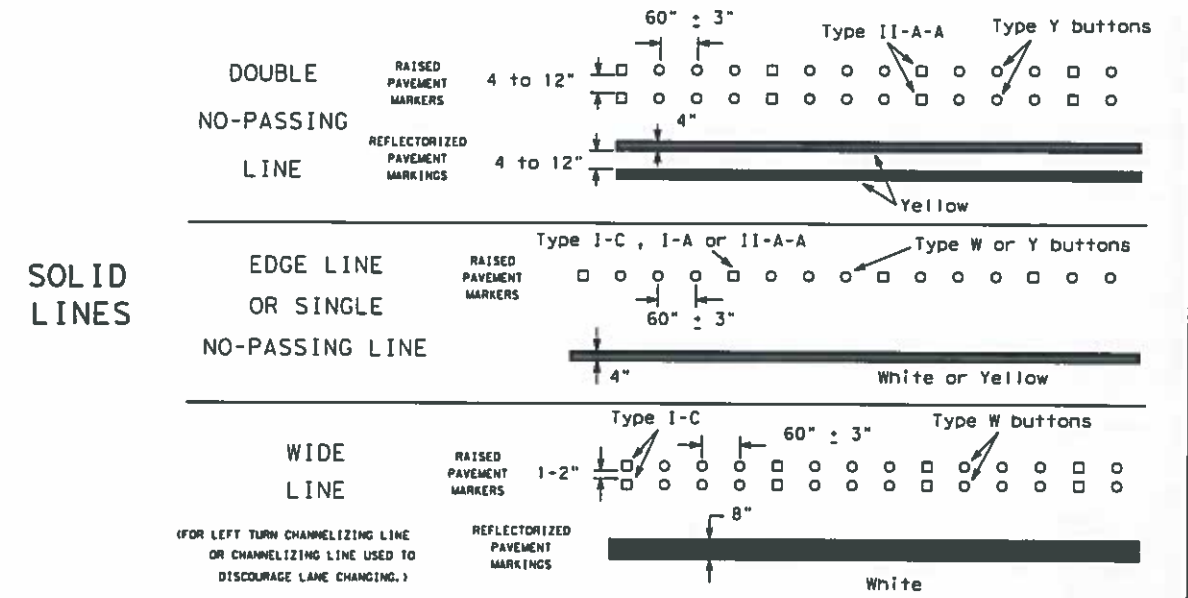 60" ± 3"
Type II-A-A
Type Y buttons
DOUBLE
NO-PASSING
LINE
RAISED
PAVEMENT
MARKERS
4 to 12"
4"
REFLECTORIZED
PAVEMENT
MARKINGS
4 to 12"
Yellow
SOLID
LINES
EDGE LINE
OR SINGLE
NO-PASSING LINE
RAISED
PAVEMENT
MARKERS
Type I-C , I-A or II-A-A
Type W or Y buttons
60" ± 3"
4"
White or Yellow
WIDE
LINE
(FOR LEFT TURN CHANNELIZING LINE
OR CHANNELIZING LINE USED TO
DISCOURAGE LANE CHANGING.)
RAISED
PAVEMENT
MARKERS
1-2"
Type I-C
60" ± 3"
Type W buttons
REFLECTORIZED
PAVEMENT
MARKINGS
8"
White